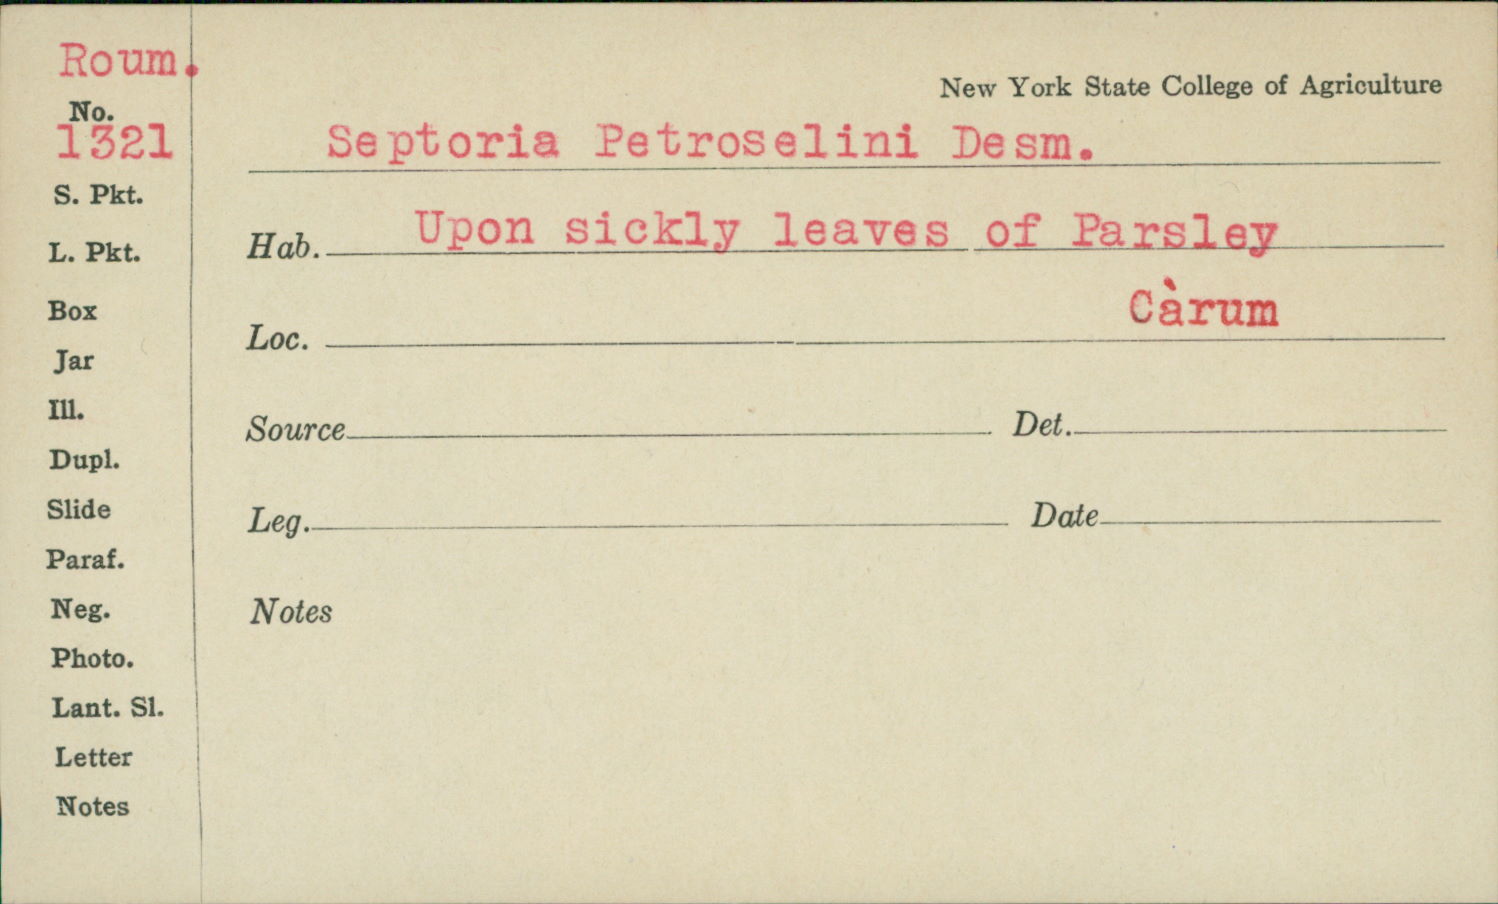 Roum.
New York State College of Agriculture
No.
1321
Septoria Petroselini Desm.
S. Pkt.
Hab. Upon sickly leaves of Parsley
L. Pkt.
Càrum
Box
Loc.
Jar
Ill.
Source Det.
Dupl.
Slide
Leg. Date
Paraf.
Neg.
Notes
Photo.
Lant. Sl.
Letter
Notes